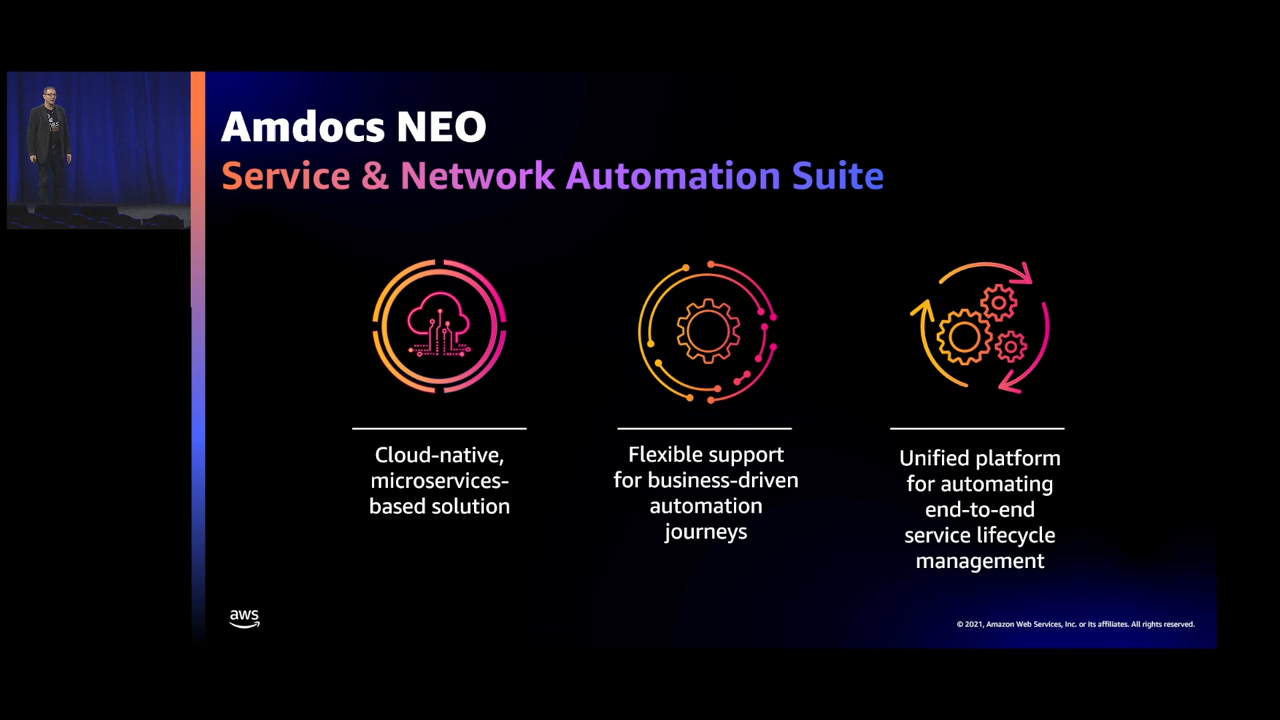 Amdocs NEO
Service & Network Automation Suite
Cloud-native,
microservices-
based solution
Flexible support
for business-driven
automation
journeys
Unified platform
for automating
end-to-end
service lifecycle
management
aws
© 2021, Amazon Web Services, Inc. or its affiliates. All rights reserved.